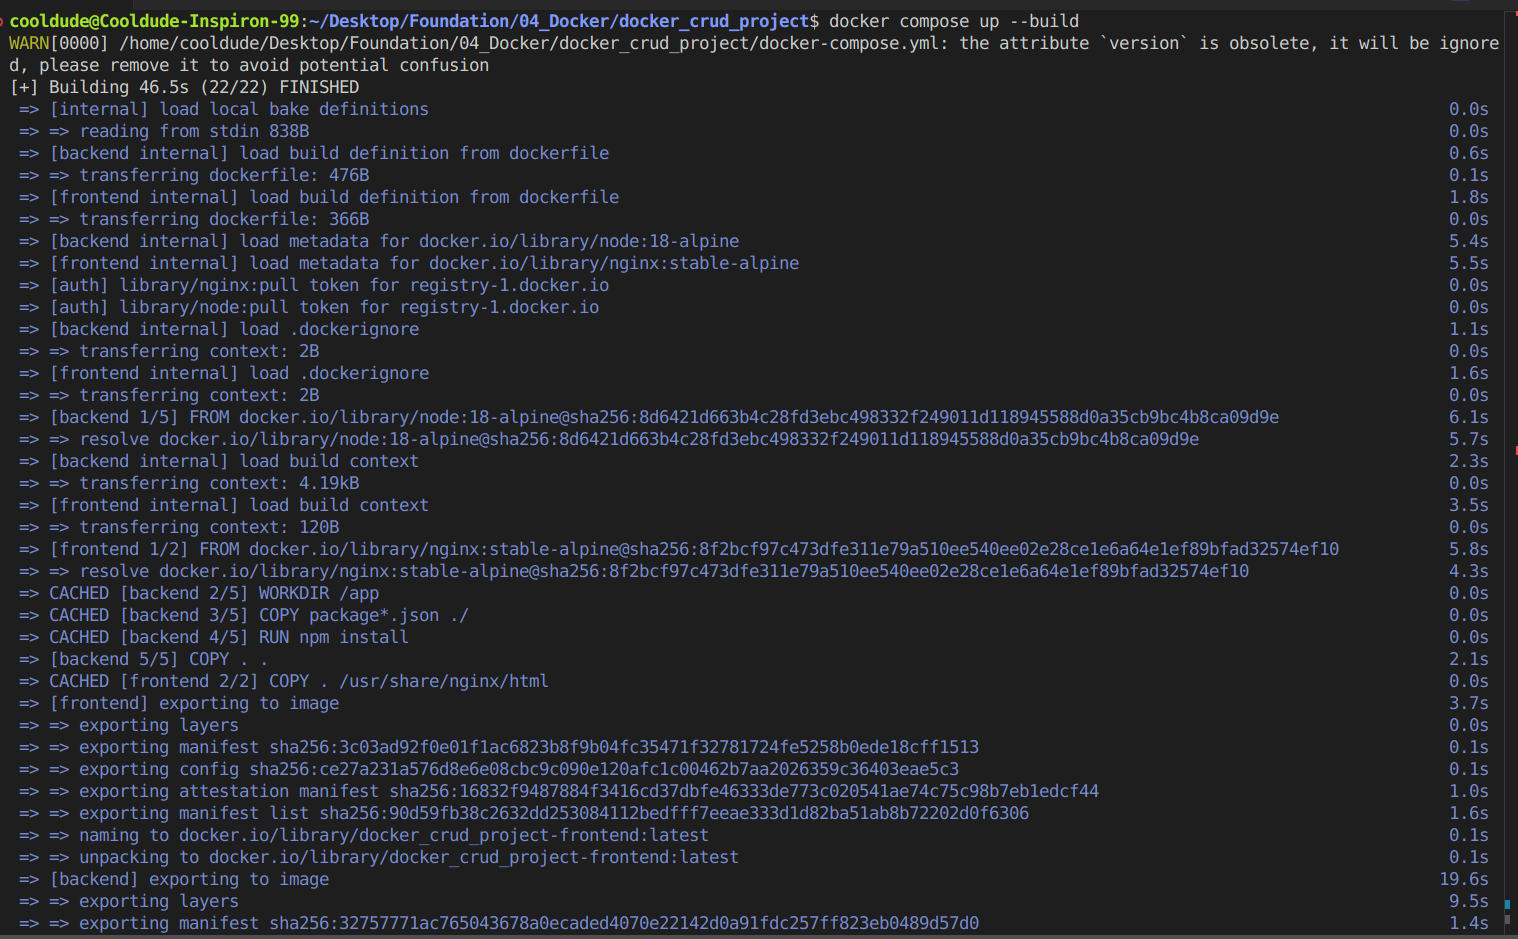 cooldude@Cooldude-Inspiron-99:~/Desktop/Foundation/04_Docker/docker_crud_project$ docker compose up --build
WARN[0000] /home/cooldude/Desktop/Foundation/04_Docker/docker_crud_project/docker-compose.yml: the attribute `version` is obsolete, it will be ignore
d, please remove it to avoid potential confusion
[+] Building 46.5s (22/22) FINISHED
=> [internal] load local bake definitions 0.0s
=> => reading from stdin 838B 0.0s
=> [backend internal] load build definition from dockerfile 0.6s
=> => transferring dockerfile: 476B 0.1s
=> [frontend internal] load build definition from dockerfile 1.8s
=> => transferring dockerfile: 366B 0.0s
=> [backend internal] load metadata for docker.io/library/node:18-alpine 5.4s
=> [frontend internal] load metadata for docker.io/library/nginx:stable-alpine 5.5s
=> [auth] library/nginx:pull token for registry-1.docker.io 0.0s
=> [auth] library/node:pull token for registry-1.docker.io 0.0s
=> [backend internal] load .dockerignore 1.1s
=> => transferring context: 2B 0.0s
=> [frontend internal] load .dockerignore 1.6s
=> => transferring context: 2B 0.0s
=> [backend 1/5] FROM docker.io/library/node:18-alpine@sha256:8d6421d663b4c28fd3ebc498332f249011d118945588d0a35cb9bc4b8ca09d9e 6.1s
=> => resolve docker.io/library/node:18-alpine@sha256:8d6421d663b4c28fd3ebc498332f249011d118945588d0a35cb9bc4b8ca09d9e 5.7s
=> [backend internal] load build context 2.3s
=> => transferring context: 4.19kB 0.0s
=> [frontend internal] load build context 3.5s
=> => transferring context: 120B 0.0s
=> [frontend 1/2] FROM docker.io/library/nginx:stable-alpine@sha256:8f2bcf97c473dfe311e79a510ee540ee02e28ce1e6a64e1ef89bfad32574ef10 5.8s
=> => resolve docker.io/library/nginx:stable-alpine@sha256:8f2bcf97c473dfe311e79a510ee540ee02e28ce1e6a64e1ef89bfad32574ef10 4.3s
=> CACHED [backend 2/5] WORKDIR /app 0.0s
=> CACHED [backend 3/5] COPY package*.json ./ 0.0s
=> CACHED [backend 4/5] RUN npm install 0.0s
=> [backend 5/5] COPY . . 2.1s
=> CACHED [frontend 2/2] COPY . /usr/share/nginx/html 0.0s
=> [frontend] exporting to image 3.7s
=> => exporting layers 0.0s
=> => exporting manifest sha256:3c03ad92f0e01f1ac6823b8f9b04fc35471f32781724fe5258b0ede18cff1513 0.1s
=> => exporting config sha256:ce27a231a576d8e6e08cbc9c090e120afc1c00462b7aa2026359c36403eae5c3 0.1s
=> => exporting attestation manifest sha256:16832f9487884f3416cd37dbfe46333de773c020541ae74c75c98b7eb1edcf44 1.0s
=> => exporting manifest list sha256:90d59fb38c2632dd253084112bedfff7eeae333d1d82ba51ab8b72202d0f6306 1.6s
=> => naming to docker.io/library/docker_crud_project-frontend:latest 0.1s
=> => unpacking to docker.io/library/docker_crud_project-frontend:latest 0.1s
=> [backend] exporting to image 19.6s
=> => exporting layers 9.5s
=> => exporting manifest sha256:32757771ac765043678a0ecaded4070e22142d0a91fdc257ff823eb0489d57d0 1.4s